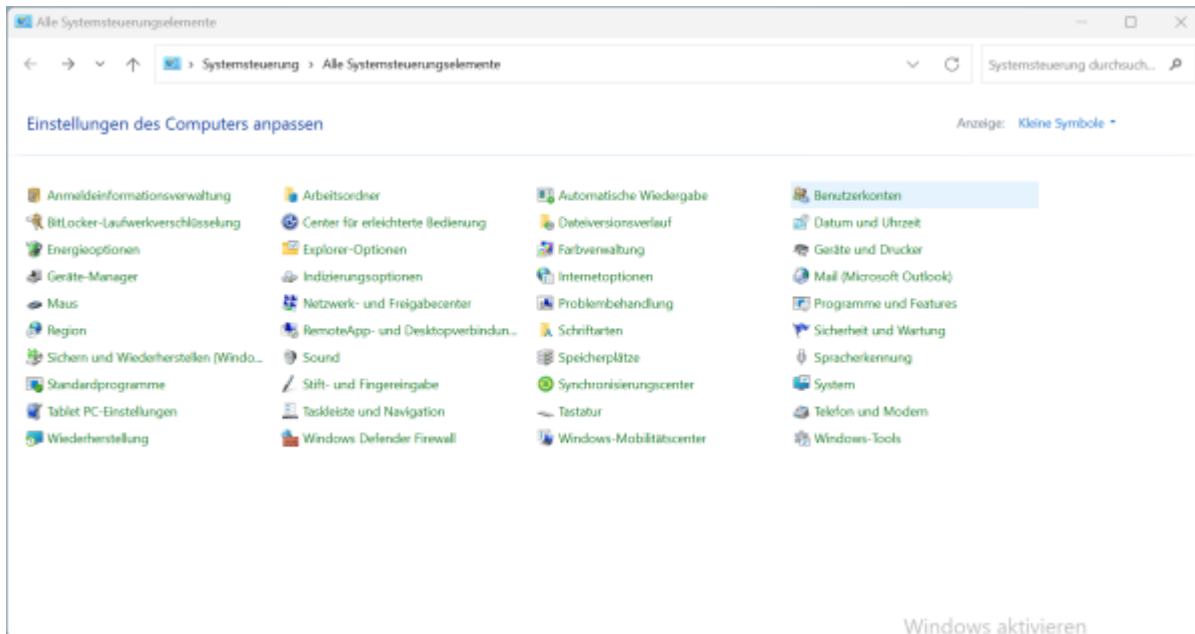 Alle Systemsteuerungselemente
Systemsteuerung › Alle Systemsteuerungselemente
Systemsteuerung durchsuch...
Einstellungen des Computers anpassen
Anzeige: Kleine Symbole
Anmeldeinformationsverwaltung Arbeitsordner Automatische Wiedergabe Benutzerkonten
BitLocker-Laufwerkverschlüsselung Center für erleichterte Bedienung Dateiversionsverlauf Datum und Uhrzeit
Energieoptionen Explorer-Optionen Farbverwaltung Geräte und Drucker
Geräte-Manager Indizierungsoptionen Internetoptionen Mail (Microsoft Outlook)
Maus Netzwerk- und Freigabecenter Problembehandlung Programme und Features
Region RemoteApp- und Desktopverbindun... Schriftarten Sicherheit und Wartung
Sichern und Wiederherstellen (Windo... Sound Speicherplätze Spracherkennung
Standardprogramme Stift- und Fingereingabe Synchronisierungscenter System
Tablet PC-Einstellungen Taskleiste und Navigation Tastatur Telefon und Modem
Wiederherstellung Windows Defender Firewall Windows-Mobilitätscenter Windows-Tools
Windows aktivieren